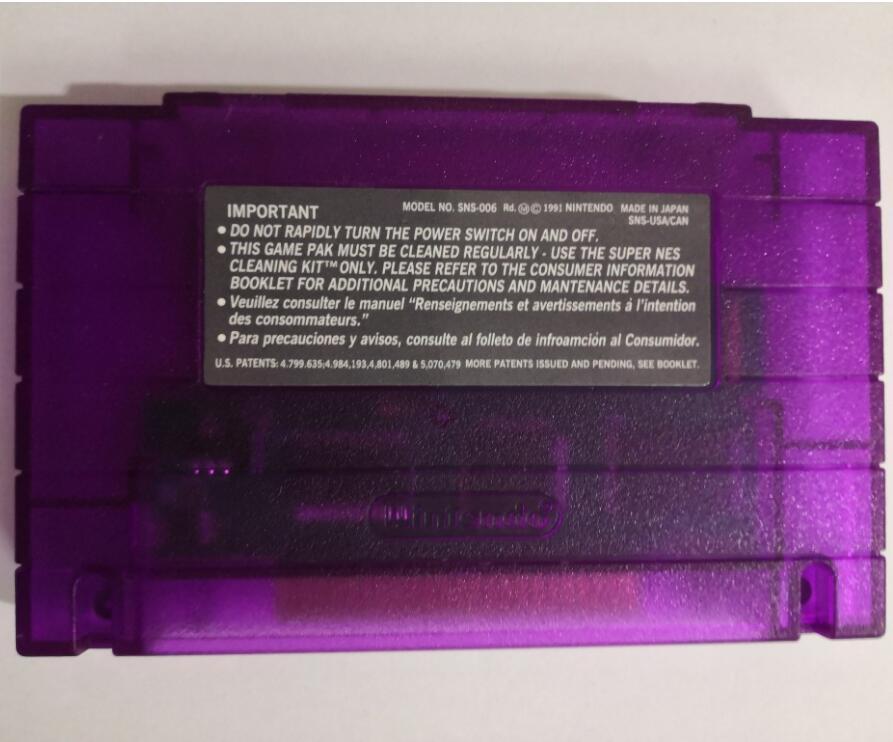 IMPORTANT
MODEL NO. SNS-006 Rd. Ⓜ© 1991 NINTENDO MADE IN JAPAN
SNS-USA/CAN
● DO NOT RAPIDLY TURN THE POWER SWITCH ON AND OFF.
● THIS GAME PAK MUST BE CLEANED REGULARLY - USE THE SUPER NES
CLEANING KIT™ ONLY. PLEASE REFER TO THE CONSUMER INFORMATION
BOOKLET FOR ADDITIONAL PRECAUTIONS AND MANTENANCE DETAILS.
● Veuillez consulter le manuel “Renseignements et avertissements à l'intention
des consommateurs.”
● Para precauciones y avisos, consulte al folleto de infroamción al Consumidor.
U.S. PATENTS: 4.799.635;4.984,193,4,801,489 & 5,070,479 MORE PATENTS ISSUED AND PENDING, SEE BOOKLET.
Nintendo